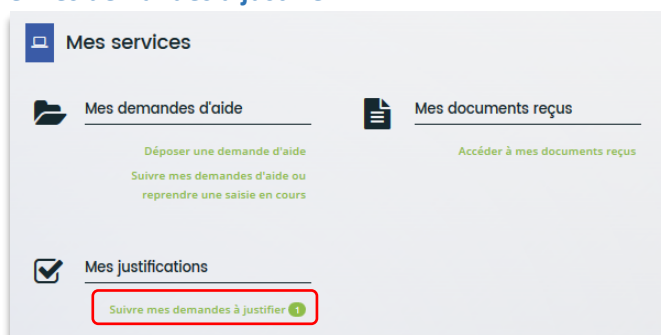 Mes services
Mes demandes d'aide
Déposer une demande d'aide
Suivre mes demandes d'aide ou
reprendre une saisie en cours
Mes documents reçus
Accéder à mes documents reçus
Mes justifications
Suivre mes demandes à justifier 1